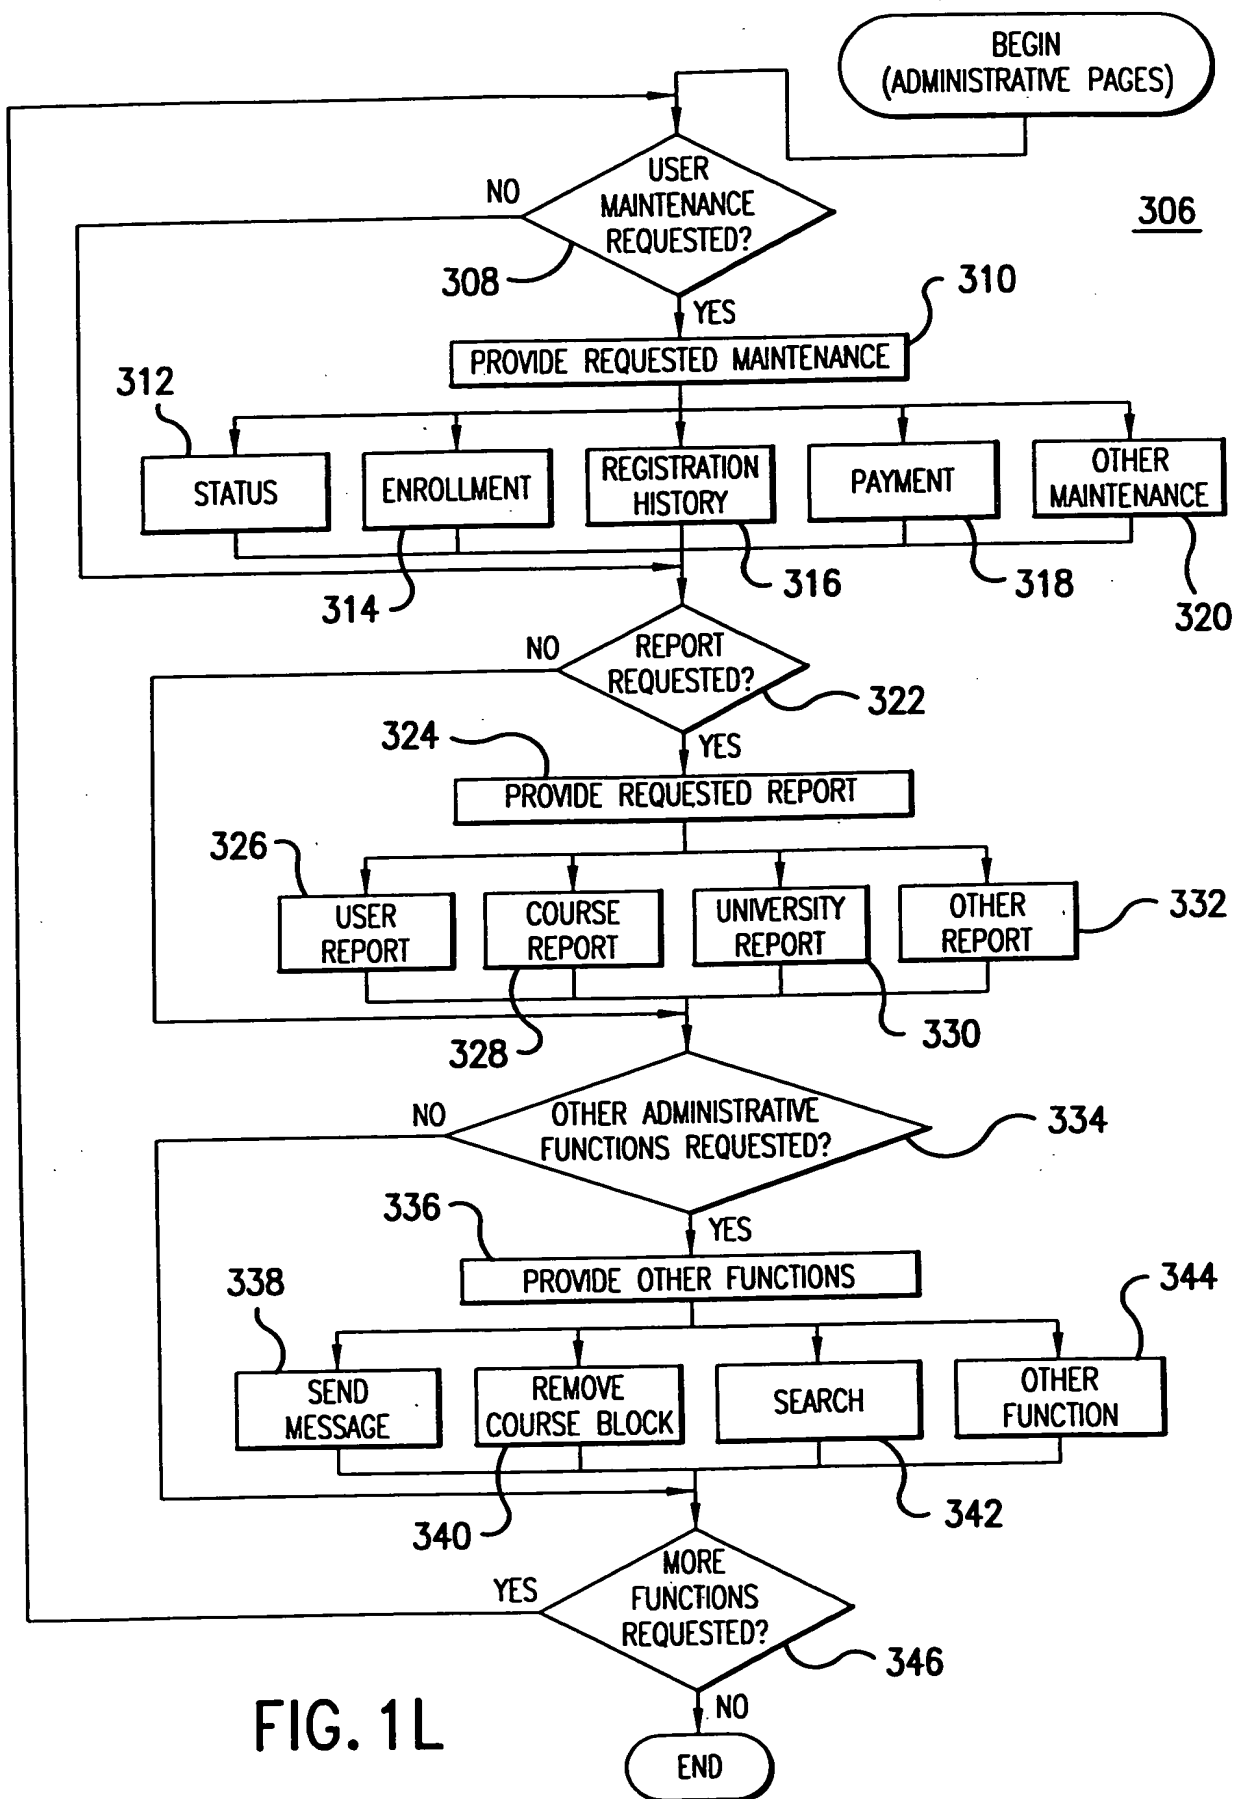 BEGIN
(ADMINISTRATIVE PAGES)
USER
MAINTENANCE
REQUESTED?
NO
306
308
YES
310
PROVIDE REQUESTED MAINTENANCE
312
STATUS
ENROLLMENT
REGISTRATION
HISTORY
PAYMENT
OTHER
MAINTENANCE
314
316
318
320
NO
REPORT
REQUESTED?
322
324
YES
PROVIDE REQUESTED REPORT
326
USER
REPORT
COURSE
REPORT
UNIVERSITY
REPORT
OTHER
REPORT
332
328
330
NO
OTHER ADMINISTRATIVE
FUNCTIONS REQUESTED?
334
336
YES
PROVIDE OTHER FUNCTIONS
338
344
SEND
MESSAGE
REMOVE
COURSE BLOCK
SEARCH
OTHER
FUNCTION
340
342
YES
MORE
FUNCTIONS
REQUESTED?
346
NO
FIG. 1L
END